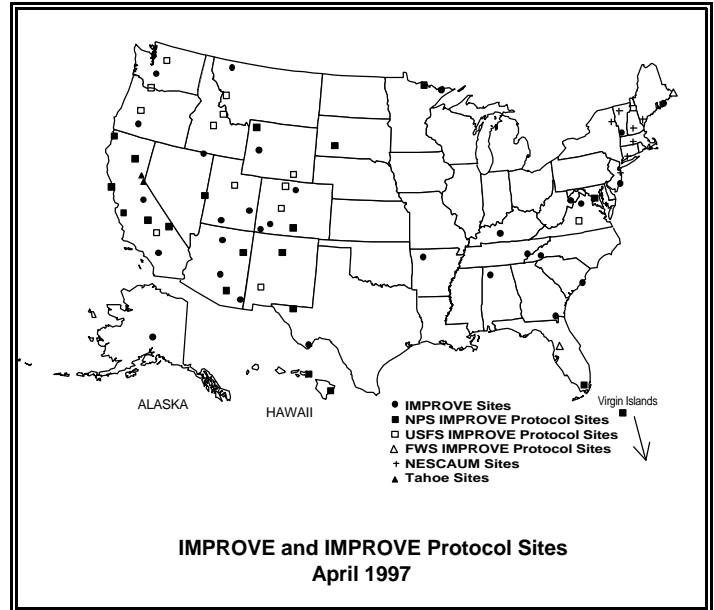 ALASKA
HAWAII
Virgin Islands
IMPROVE Sites
NPS IMPROVE Protocol Sites
USFS IMPROVE Protocol Sites
FWS IMPROVE Protocol Sites
NESCAUM Sites
Tahoe Sites
IMPROVE and IMPROVE Protocol Sites
April 1997